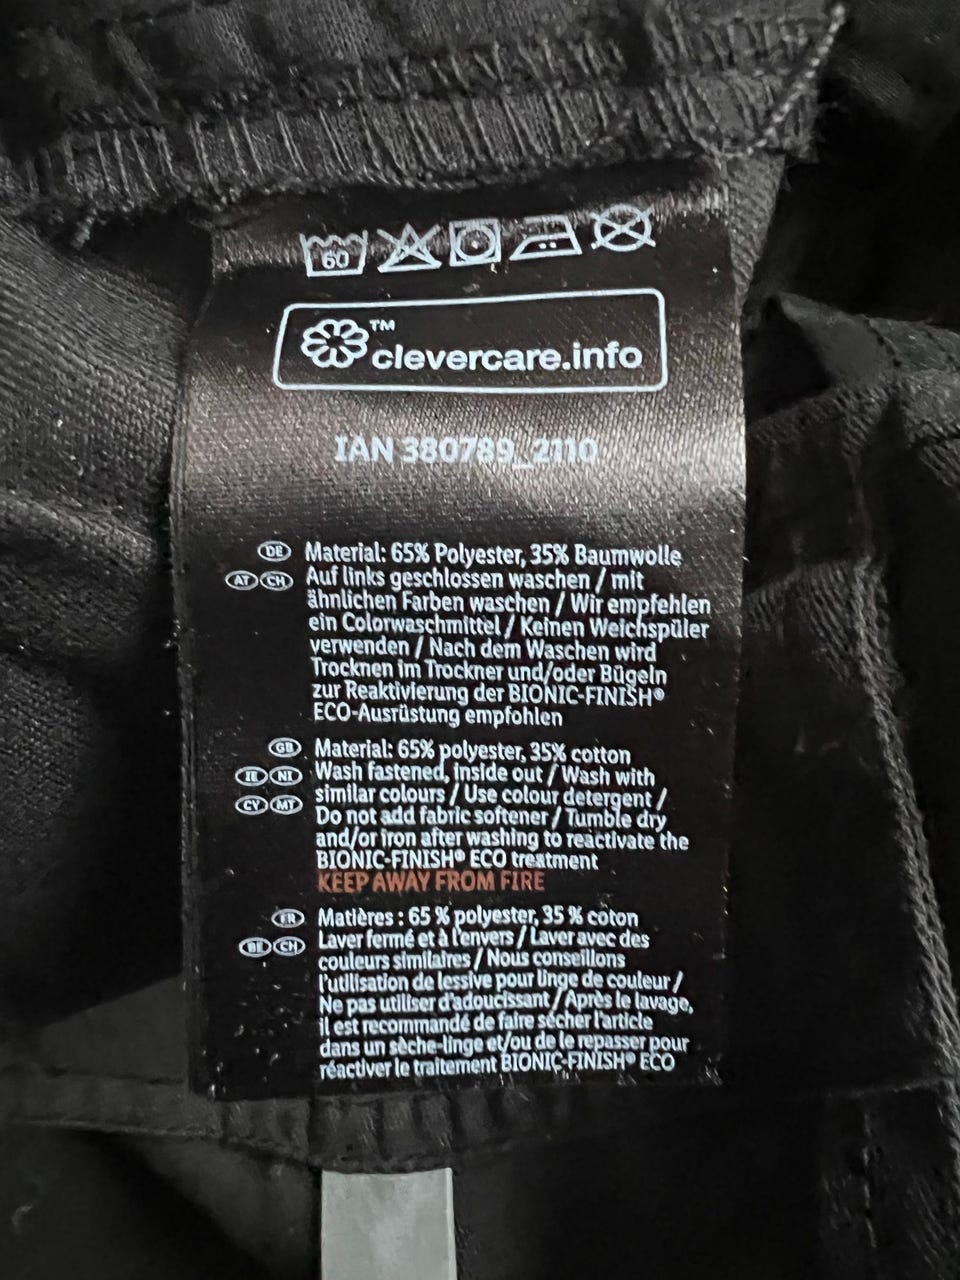 60
™
clevercare.info
IAN 380789_2110
DE Material: 65% Polyester, 35% Baumwolle
AT CH Auf links geschlossen waschen / mit
ähnlichen Farben waschen / Wir empfehlen
ein Colorwaschmittel / Keinen Weichspüler
verwenden / Nach dem Waschen wird
Trocknen im Trockner und/oder Bügeln
zur Reaktivierung der BIONIC-FINISH®
ECO-Ausrüstung empfohlen
GB Material: 65% polyester, 35% cotton
IE NI Wash fastened, inside out / Wash with
CY MT similar colours / Use colour detergent /
Do not add fabric softener / Tumble dry
and/or iron after washing to reactivate the
BIONIC-FINISH® ECO treatment
KEEP AWAY FROM FIRE
FR Matières : 65 % polyester, 35 % coton
BE CH Laver fermé et à l'envers / Laver avec des
couleurs similaires / Nous conseillons
l'utilisation de lessive pour linge de couleur /
Ne pas utiliser d'adoucissant / Après le lavage,
il est recommandé de faire sécher l'article
dans un sèche-linge et/ou de le repasser pour
réactiver le traitement BIONIC-FINISH® ECO